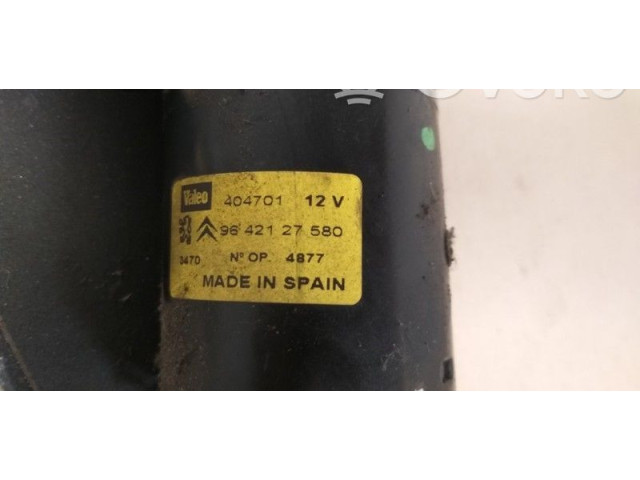 Valeo 404701 12 V
96 421 27 580
3470 Nº OP. 4877
MADE IN SPAIN